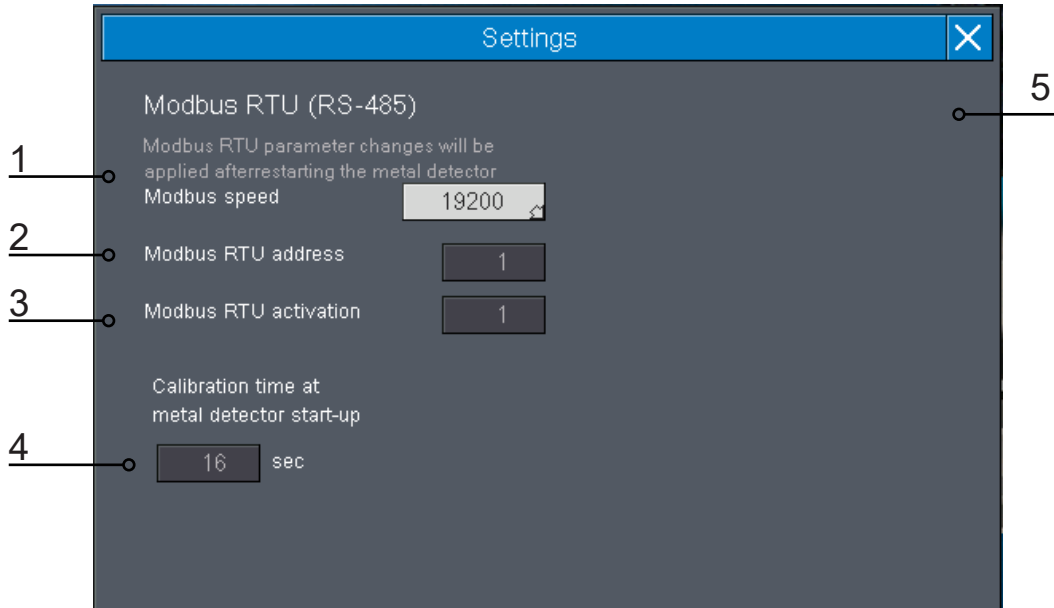 Settings
5
Modbus RTU (RS-485)
Modbus RTU parameter changes will be
1
applied afterrestarting the metal detector
Modbus speed 19200
2
Modbus RTU address 1
3
Modbus RTU activation 1
Calibration time at
metal detector start-up
4
16 sec